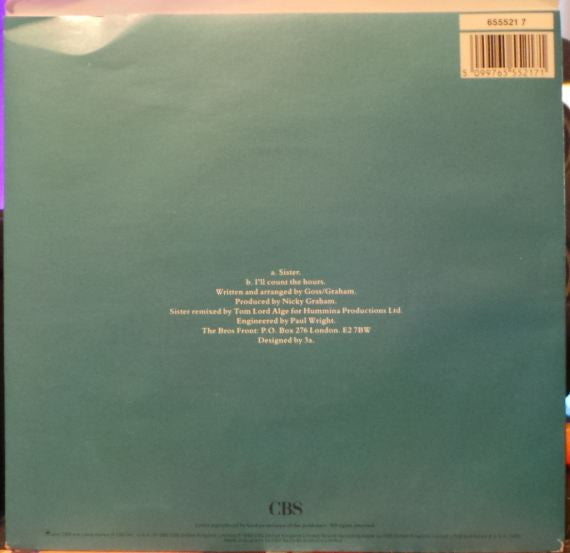 655521 7
5 099765 552171
a. Sister.
b. I'll count the hours.
Written and arranged by Goss/Graham.
Produced by Nicky Graham.
Sister remixed by Tom Lord Alge for Hummina Productions Ltd.
Engineered by Paul Wright.
The Bros Front: P.O. Box 276 London. E2 7BW
Designed by 3a.
CBS